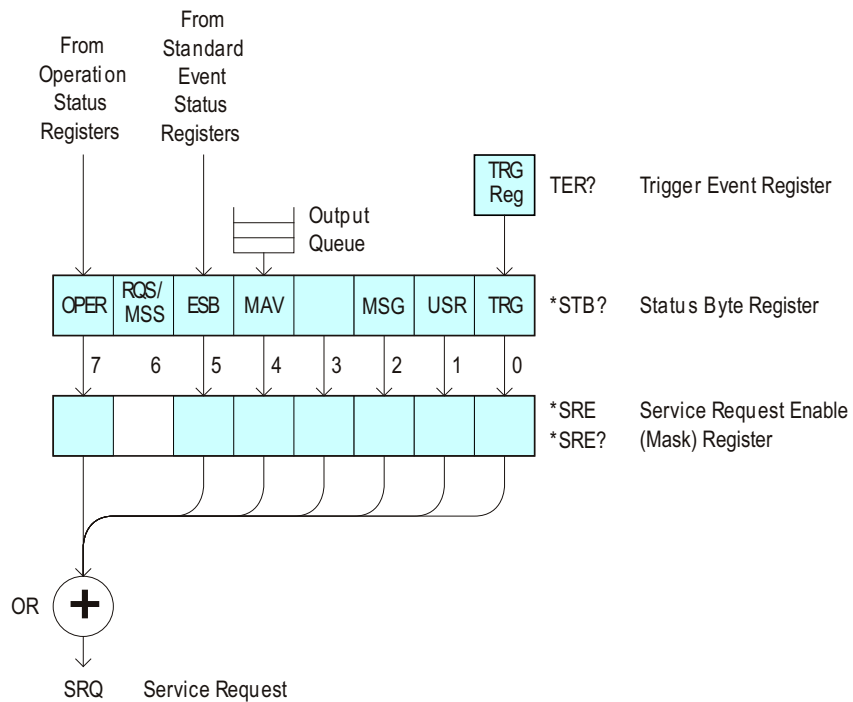 From
Operation
Status
Registers
From
Standard
Event
Status
Registers
Output
Queue
TRG
Reg
TER?
Trigger Event Register
OPER
RQS/
MSS
ESB
MAV
MSG
USR
TRG
*STB?
Status Byte Register
7
6
5
4
3
2
1
0
*SRE
*SRE?
Service Request Enable
(Mask) Register
OR
+
SRQ
Service Request